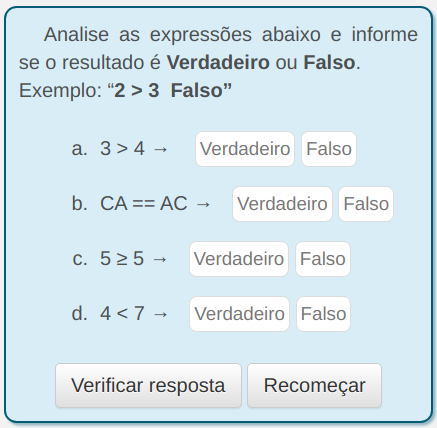 Analise as expressões abaixo e informe
se o resultado é Verdadeiro ou Falso.
Exemplo: “2 > 3  Falso”
a. 3 > 4 → Verdadeiro Falso
b. CA == AC → Verdadeiro Falso
c. 5 ≥ 5 → Verdadeiro Falso
d. 4 < 7 → Verdadeiro Falso
Verificar resposta Recomeçar